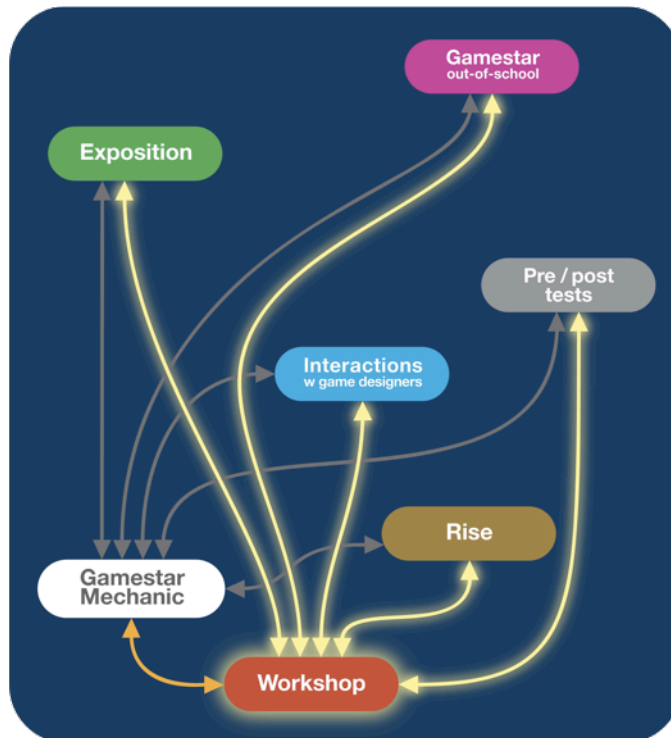 Gamestar
out-of-school
Exposition
Pre / post
tests
Interactions
w game designers
Rise
Gamestar
Mechanic
Workshop